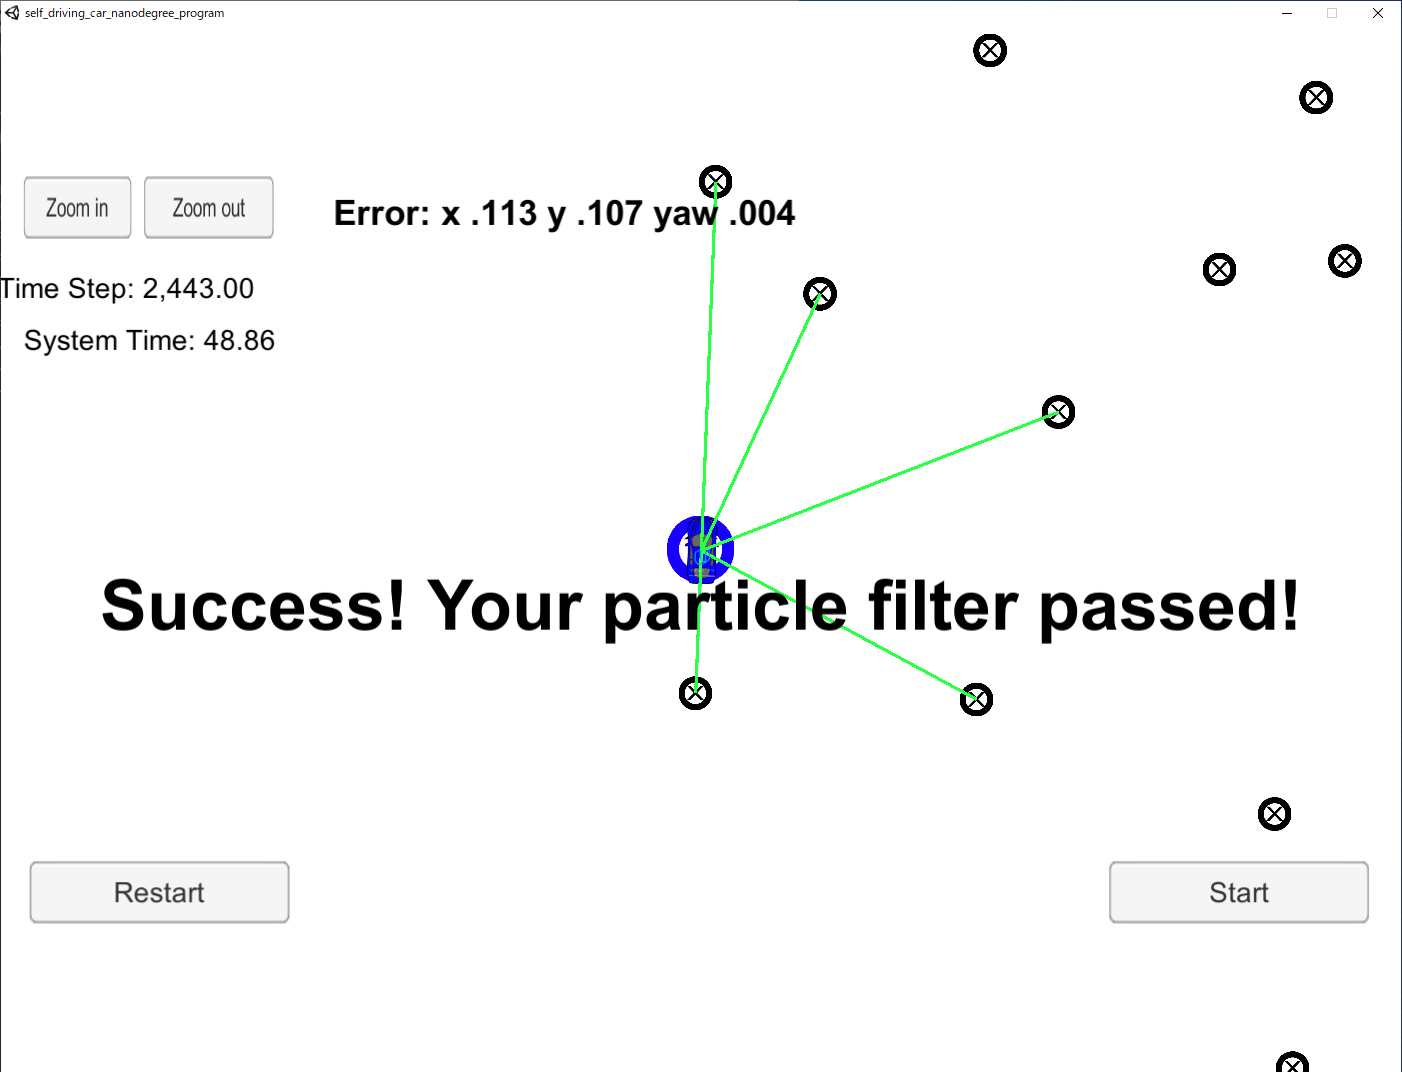 self_driving_car_nanodegree_program
Zoom in
Zoom out
Error: x .113 y .107 yaw .004
Time Step: 2,443.00
System Time: 48.86
Success! Your particle filter passed!
Restart
Start